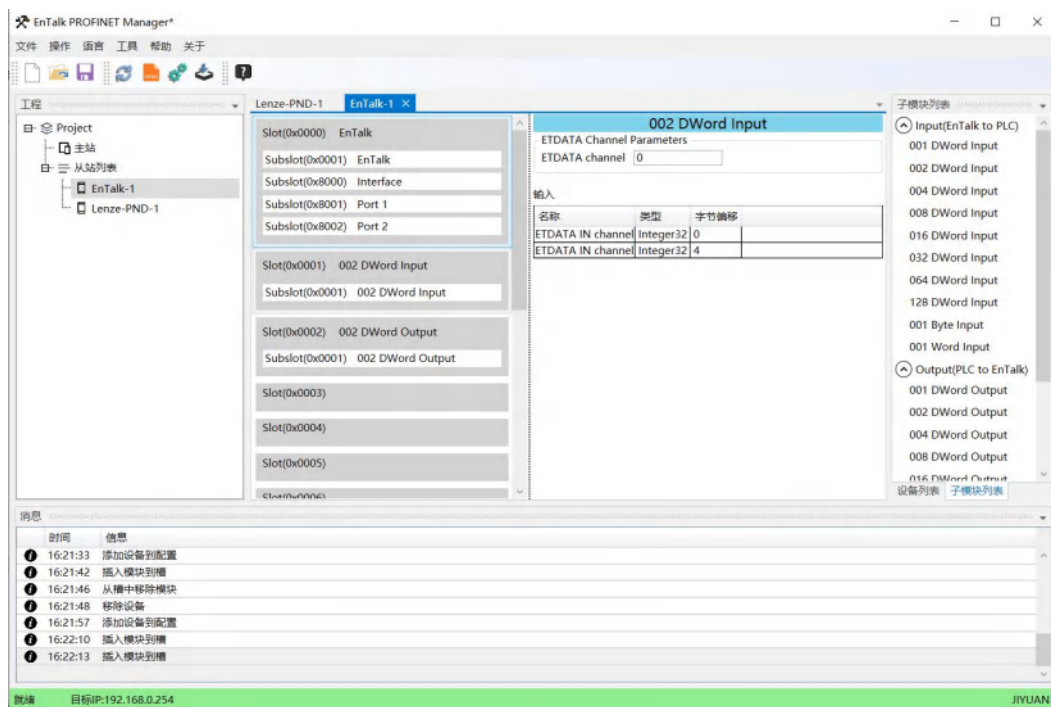 EnTalk PROFINET Manager*
文件 操作 语言 工具 帮助 关于
工程
Project
主站
从站列表
EnTalk-1
Lenze-PND-1
Lenze-PND-1 EnTalk-1 ×
Slot(0x0000) EnTalk
Subslot(0x0001) EnTalk
Subslot(0x8000) Interface
Subslot(0x8001) Port 1
Subslot(0x8002) Port 2
Slot(0x0001) 002 DWord Input
Subslot(0x0001) 002 DWord Input
Slot(0x0002) 002 DWord Output
Subslot(0x0001) 002 DWord Output
Slot(0x0003)
Slot(0x0004)
Slot(0x0005)
Slot(0x0006)
002 DWord Input
ETDATA Channel Parameters
ETDATA channel 0
输入
名称 类型 字节偏移
ETDATA IN channel Integer32 0
ETDATA IN channel Integer32 4
子模块列表
Input(EnTalk to PLC)
001 DWord Input
002 DWord Input
004 DWord Input
008 DWord Input
016 DWord Input
032 DWord Input
064 DWord Input
128 DWord Input
001 Byte Input
001 Word Input
Output(PLC to EnTalk)
001 DWord Output
002 DWord Output
004 DWord Output
008 DWord Output
016 DWord Output
设备列表 子模块列表
消息
时间 信息
16:21:33 添加设备到配置
16:21:42 插入模块到槽
16:21:46 从槽中移除模块
16:21:48 移除设备
16:21:57 添加设备到配置
16:22:10 插入模块到槽
16:22:13 插入模块到槽
就绪 目标IP:192.168.0.254 JIYUAN